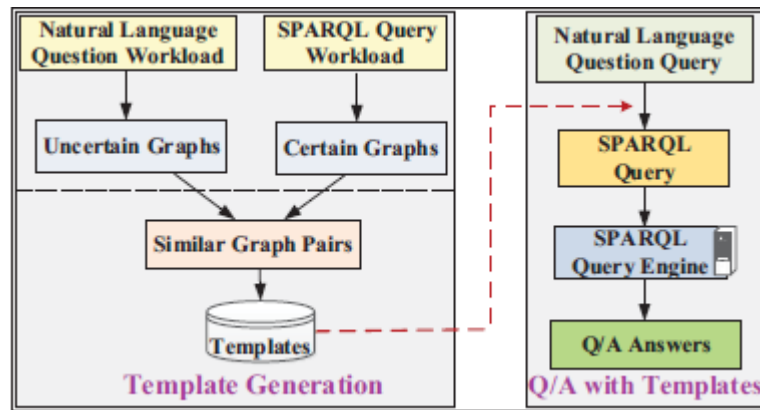 Natural Language
Question Workload
SPARQL Query
Workload
Uncertain Graphs
Certain Graphs
Similar Graph Pairs
Templates
Template Generation
Natural Language
Question Query
SPARQL
Query
SPARQL
Query Engine
Q/A Answers
Q/A with Templates